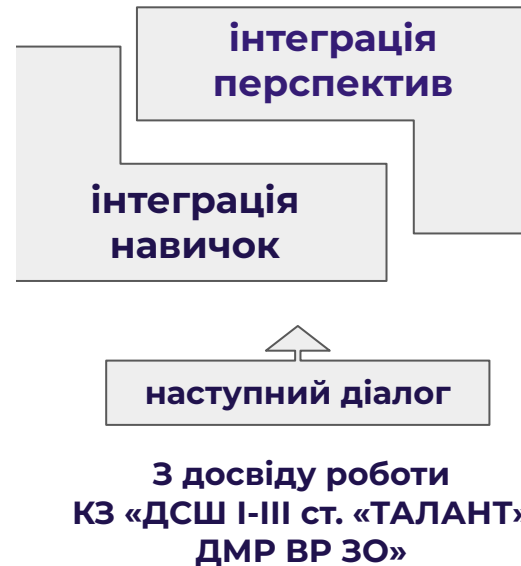 інтеграція
перспектив
інтеграція
навичок
наступний діалог
З досвіду роботи
КЗ «ДСШ І-ІІІ ст. «ТАЛАНТ»
ДМР ВР ЗО»